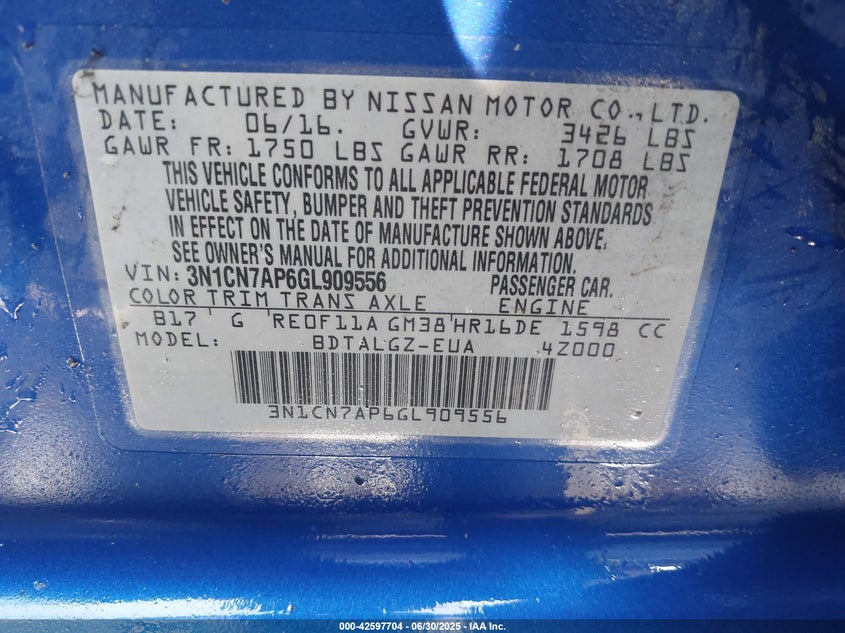 MANUFACTURED BY NISSAN MOTOR CO., LTD.
DATE: 06/16. GVWR: 3426 LBS
GAWR FR: 1750 LBS GAWR RR: 1708 LBS
THIS VEHICLE CONFORMS TO ALL APPLICABLE FEDERAL MOTOR
VEHICLE SAFETY, BUMPER AND THEFT PREVENTION STANDARDS
IN EFFECT ON THE DATE OF MANUFACTURE SHOWN ABOVE.
SEE OWNER'S MANUAL FOR ADDITIONAL INFORMATION.
VIN: 3N1CN7AP6GL909556 PASSENGER CAR.
COLOR TRIM TRANS AXLE ENGINE
B17 G RE0F11A GM38 HR16DE 1598 CC
MODEL: BDTALGZ-EUA 4Z000
3N1CN7AP6GL909556
000-42597704 - 06/30/2025 - IAA Inc.